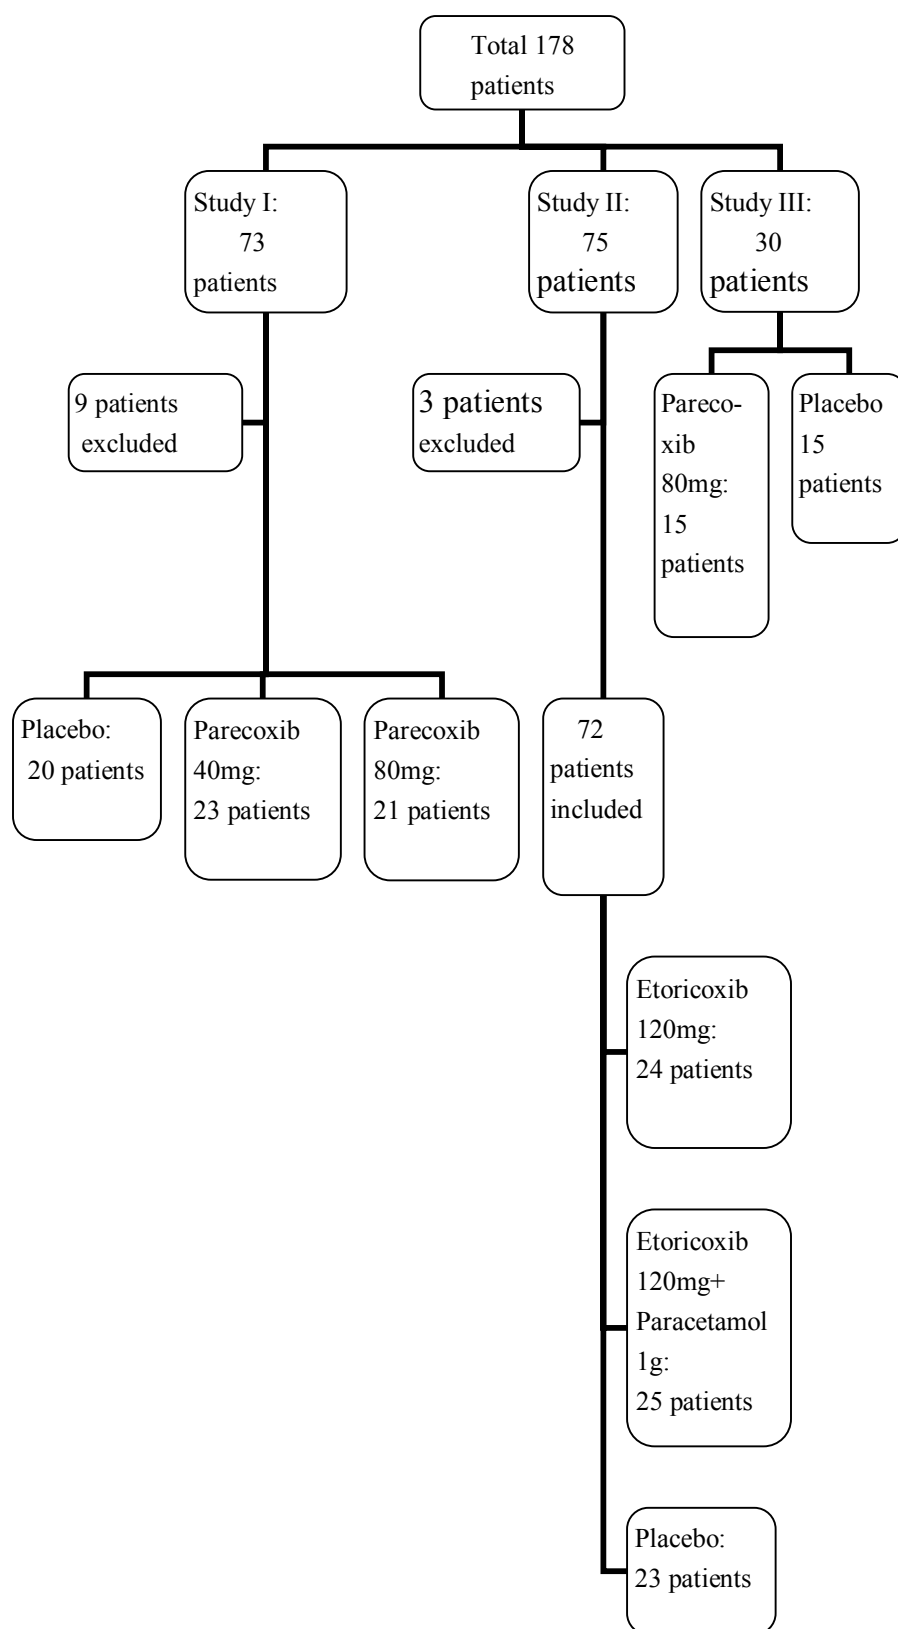 Total 178
patients
Study I:
73
patients
Study II:
75
patients
Study III:
30
patients
9 patients
excluded
3 patients
excluded
Pareco-
xib
80mg:
15
patients
Placebo
15
patients
Placebo:
20 patients
Parecoxib
40mg:
23 patients
Parecoxib
80mg:
21 patients
72
patients
included
Etoricoxib
120mg:
24 patients
Etoricoxib
120mg+
Paracetamol
1g:
25 patients
Placebo:
23 patients